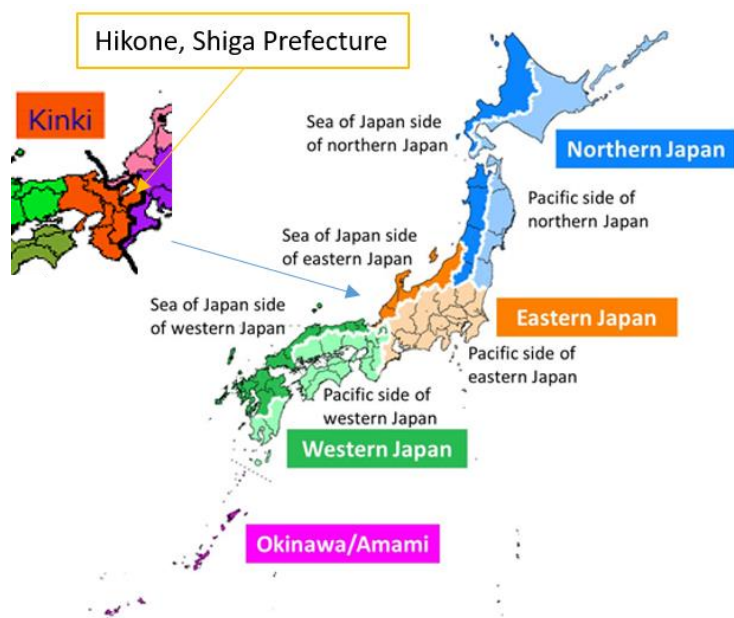 Hikone, Shiga Prefecture
Kinki
Sea of Japan side
of northern Japan
Northern Japan
Pacific side of
northern Japan
Sea of Japan side
of eastern Japan
Sea of Japan side
of western Japan
Eastern Japan
Pacific side of
eastern Japan
Pacific side of
western Japan
Western Japan
Okinawa/Amami